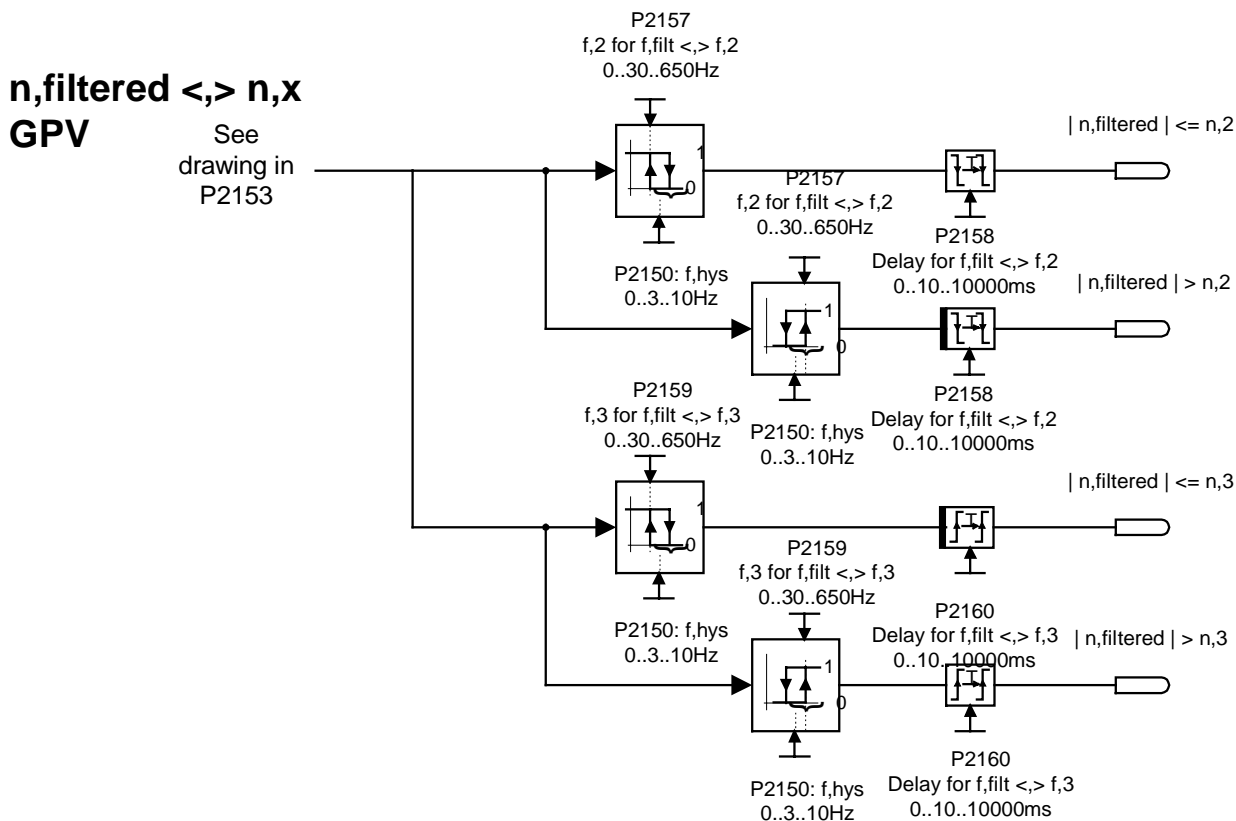 P2157
f,2 for f,filt <,> f,2
0..30..650Hz
n,filtered <,> n,x
GPV
See
drawing in
P2153
1
0
| n,filtered | <= n,2
P2157
f,2 for f,filt <,> f,2
0..30..650Hz
T
P2158
Delay for f,filt <,> f,2
0..10..10000ms
P2150: f,hys
0..3..10Hz
1
0
| n,filtered | > n,2
T
P2158
Delay for f,filt <,> f,2
0..10..10000ms
P2159
f,3 for f,filt <,> f,3
0..30..650Hz
P2150: f,hys
0..3..10Hz
1
0
| n,filtered | <= n,3
T
P2159
f,3 for f,filt <,> f,3
0..30..650Hz
P2160
Delay for f,filt <,> f,3
0..10..10000ms
P2150: f,hys
0..3..10Hz
1
0
| n,filtered | > n,3
T
P2160
Delay for f,filt <,> f,3
0..10..10000ms
P2150: f,hys
0..3..10Hz